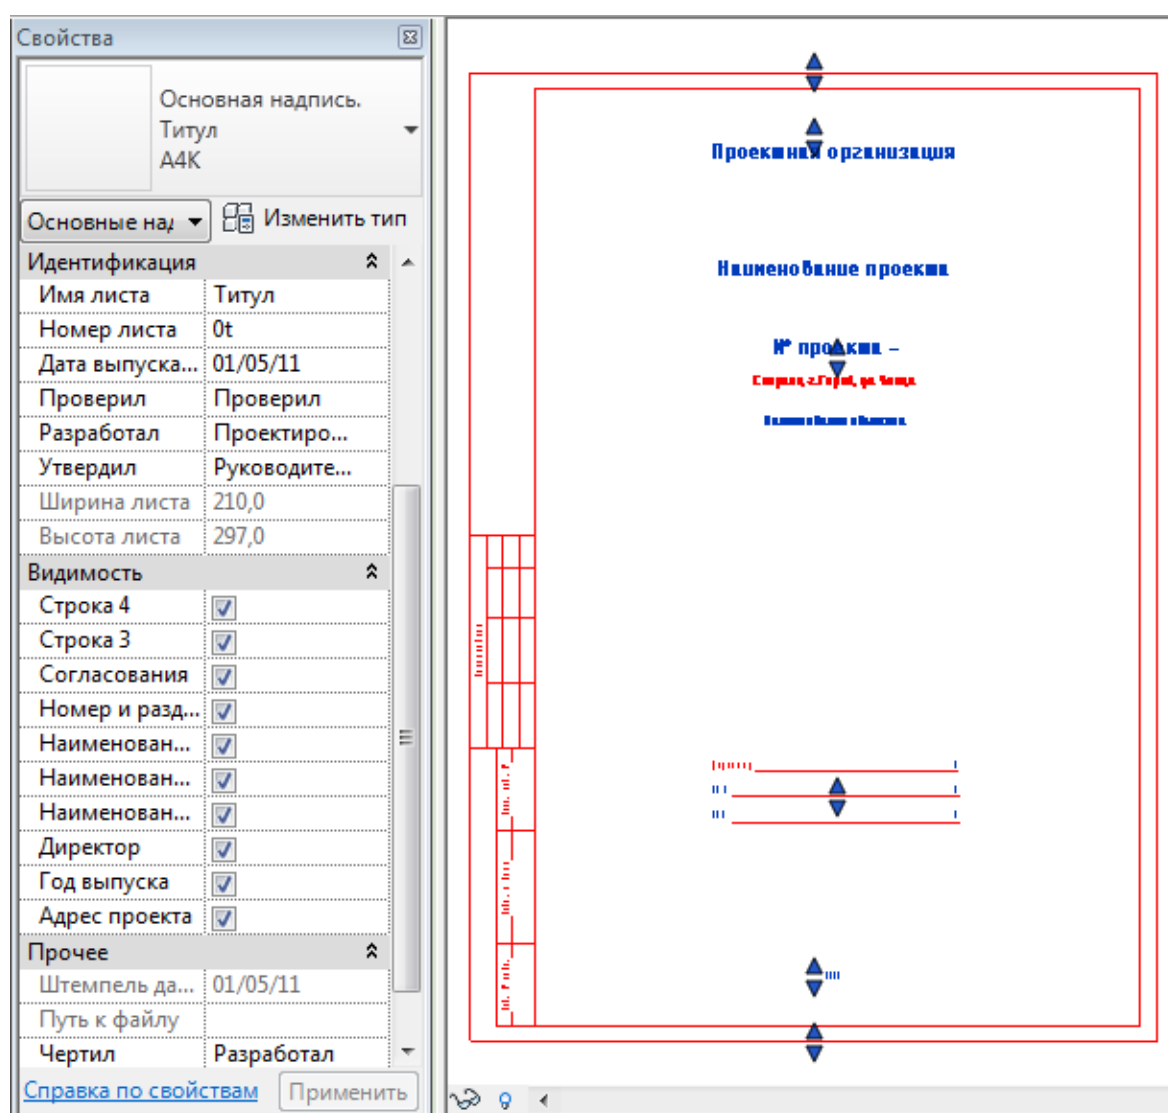 Свойства
Основная надпись.
Титул
А4К
Основные над
Изменить тип
Идентификация
Имя листа Титул
Номер листа 0t
Дата выпуска... 01/05/11
Проверил Проверил
Разработал Проектиро...
Утвердил Руководите...
Ширина листа 210,0
Высота листа 297,0
Видимость
Строка 4
Строка 3
Согласования
Номер и разд...
Наименован...
Наименован...
Наименован...
Директор
Год выпуска
Адрес проекта
Прочее
Штемпель да... 01/05/11
Путь к файлу
Чертил Разработал
Справка по свойствам
Применить
Проектная организация
Наименование проекта
№ проекта –